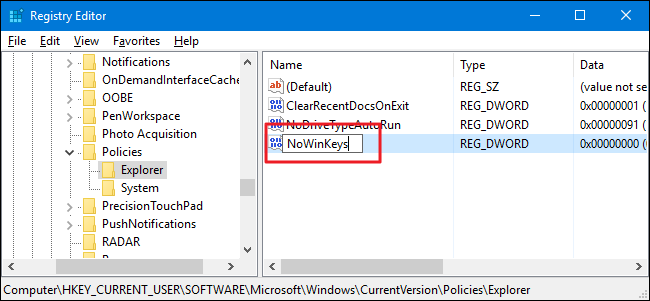 Registry Editor
File Edit View Favorites Help
Notifications
OnDemandInterfaceCache
OOBE
PenWorkspace
Photo Acquisition
Policies
Explorer
System
PrecisionTouchPad
PushNotifications
RADAR
Name Type Data
ab (Default) REG_SZ (value not se
ClearRecentDocsOnExit REG_DWORD 0x00000001 (
NoDriveTypeAutoRun REG_DWORD 0x00000091 (
NoWinKeys REG_DWORD 0x00000000 (
Computer\HKEY_CURRENT_USER\SOFTWARE\Microsoft\Windows\CurrentVersion\Policies\Explorer